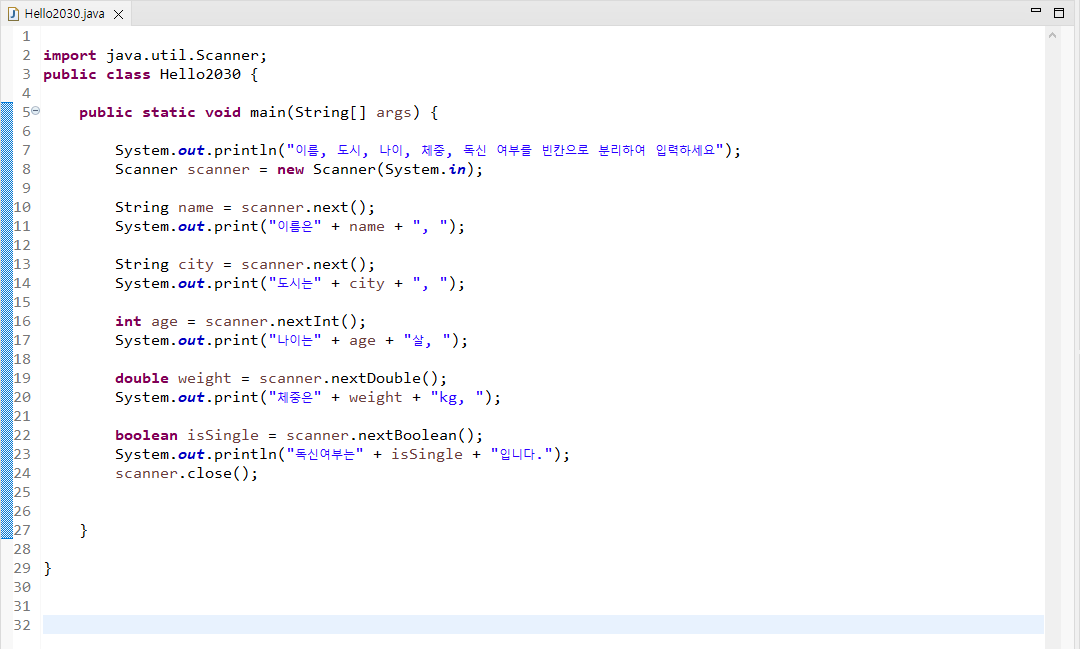 Hello2030.java
1
2 import java.util.Scanner;
3 public class Hello2030 {
4
5     public static void main(String[] args) {
6
7         System.out.println("이름, 도시, 나이, 체중, 독신 여부를 빈칸으로 분리하여 입력하세요");
8         Scanner scanner = new Scanner(System.in);
9
10         String name = scanner.next();
11         System.out.print("이름은" + name + ", ");
12
13         String city = scanner.next();
14         System.out.print("도시는" + city + ", ");
15
16         int age = scanner.nextInt();
17         System.out.print("나이는" + age + "살, ");
18
19         double weight = scanner.nextDouble();
20         System.out.print("체중은" + weight + "kg, ");
21
22         boolean isSingle = scanner.nextBoolean();
23         System.out.println("독신여부는" + isSingle + "입니다.");
24         scanner.close();
25
26
27     }
28
29 }
30
31
32